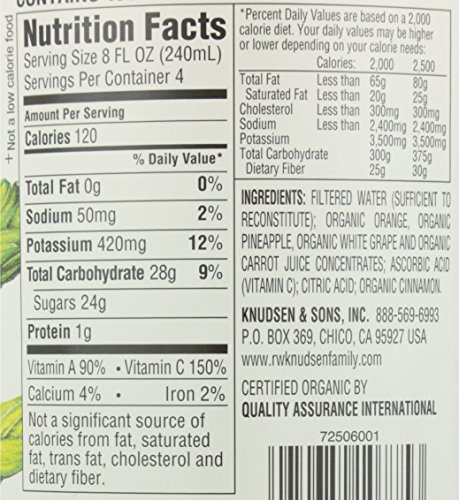 + Not a low calorie food
Nutrition Facts
Serving Size 8 FL OZ (240mL)
Servings Per Container 4
Amount Per Serving
Calories 120
% Daily Value*
Total Fat 0g 0%
Sodium 50mg 2%
Potassium 420mg 12%
Total Carbohydrate 28g 9%
Sugars 24g
Protein 1g
Vitamin A 90% • Vitamin C 150%
Calcium 4% • Iron 2%
Not a significant source of
calories from fat, saturated
fat, trans fat, cholesterol and
dietary fiber.
*Percent Daily Values are based on a 2,000
calorie diet. Your daily values may be higher
or lower depending on your calorie needs:
Calories: 2,000 2,500
Total Fat Less than 65g 80g
Saturated Fat Less than 20g 25g
Cholesterol Less than 300mg 300mg
Sodium Less than 2,400mg 2,400mg
Potassium 3,500mg 3,500mg
Total Carbohydrate 300g 375g
Dietary Fiber 25g 30g
INGREDIENTS: FILTERED WATER (SUFFICIENT TO
RECONSTITUTE); ORGANIC ORANGE, ORGANIC
PINEAPPLE, ORGANIC WHITE GRAPE AND ORGANIC
CARROT JUICE CONCENTRATES; ASCORBIC ACID
(VITAMIN C); CITRIC ACID; ORGANIC CINNAMON.
KNUDSEN & SONS, INC. 888-569-6993
P.O. BOX 369, CHICO, CA 95927 USA
www.rwknudsenfamily.com
CERTIFIED ORGANIC BY
QUALITY ASSURANCE INTERNATIONAL
72506001